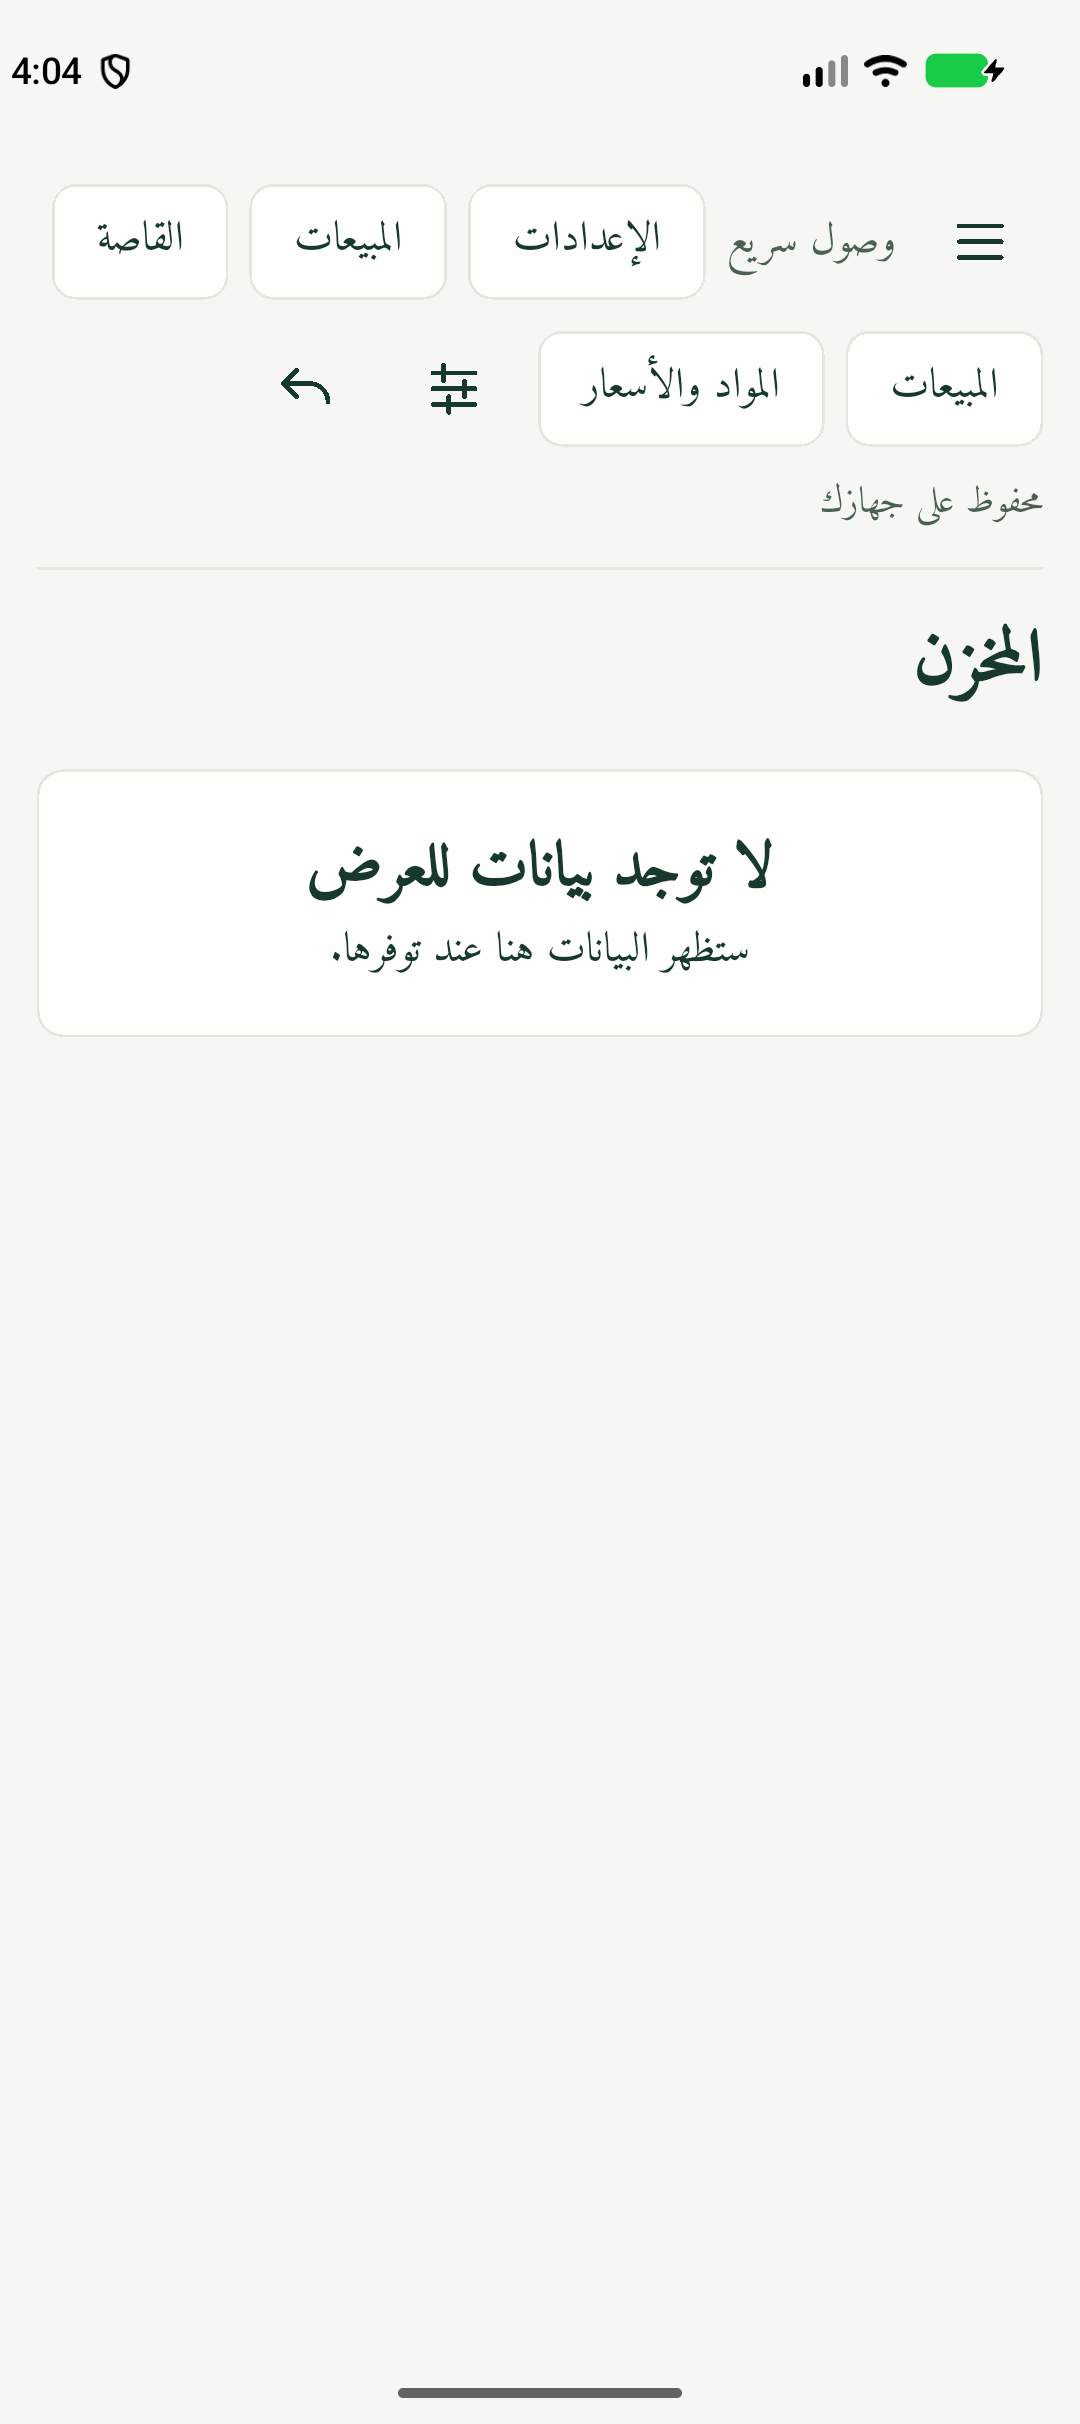 4:04
وصول سريع الإعدادات المبيعات القاصة
المبيعات المواد والأسعار
محفوظ على جهازك
المخزن
لا توجد بيانات للعرض
ستظهر البيانات هنا عند توفرها.